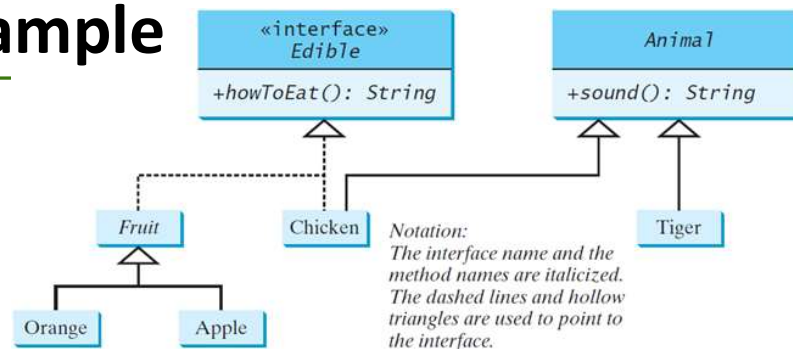 ample
«interface»
Edible
+howToEat(): String
Animal
+sound(): String
Fruit
Chicken
Tiger
Notation:
The interface name and the
method names are italicized.
The dashed lines and hollow
triangles are used to point to
the interface.
Orange
Apple